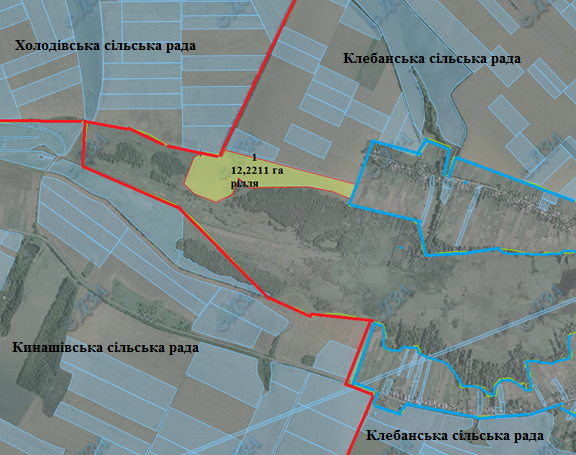 Холодівська сільська рада
Клебанська сільська рада
1
12,2211 га
рілля
Кинашівська сільська рада
Клебанська сільська рада